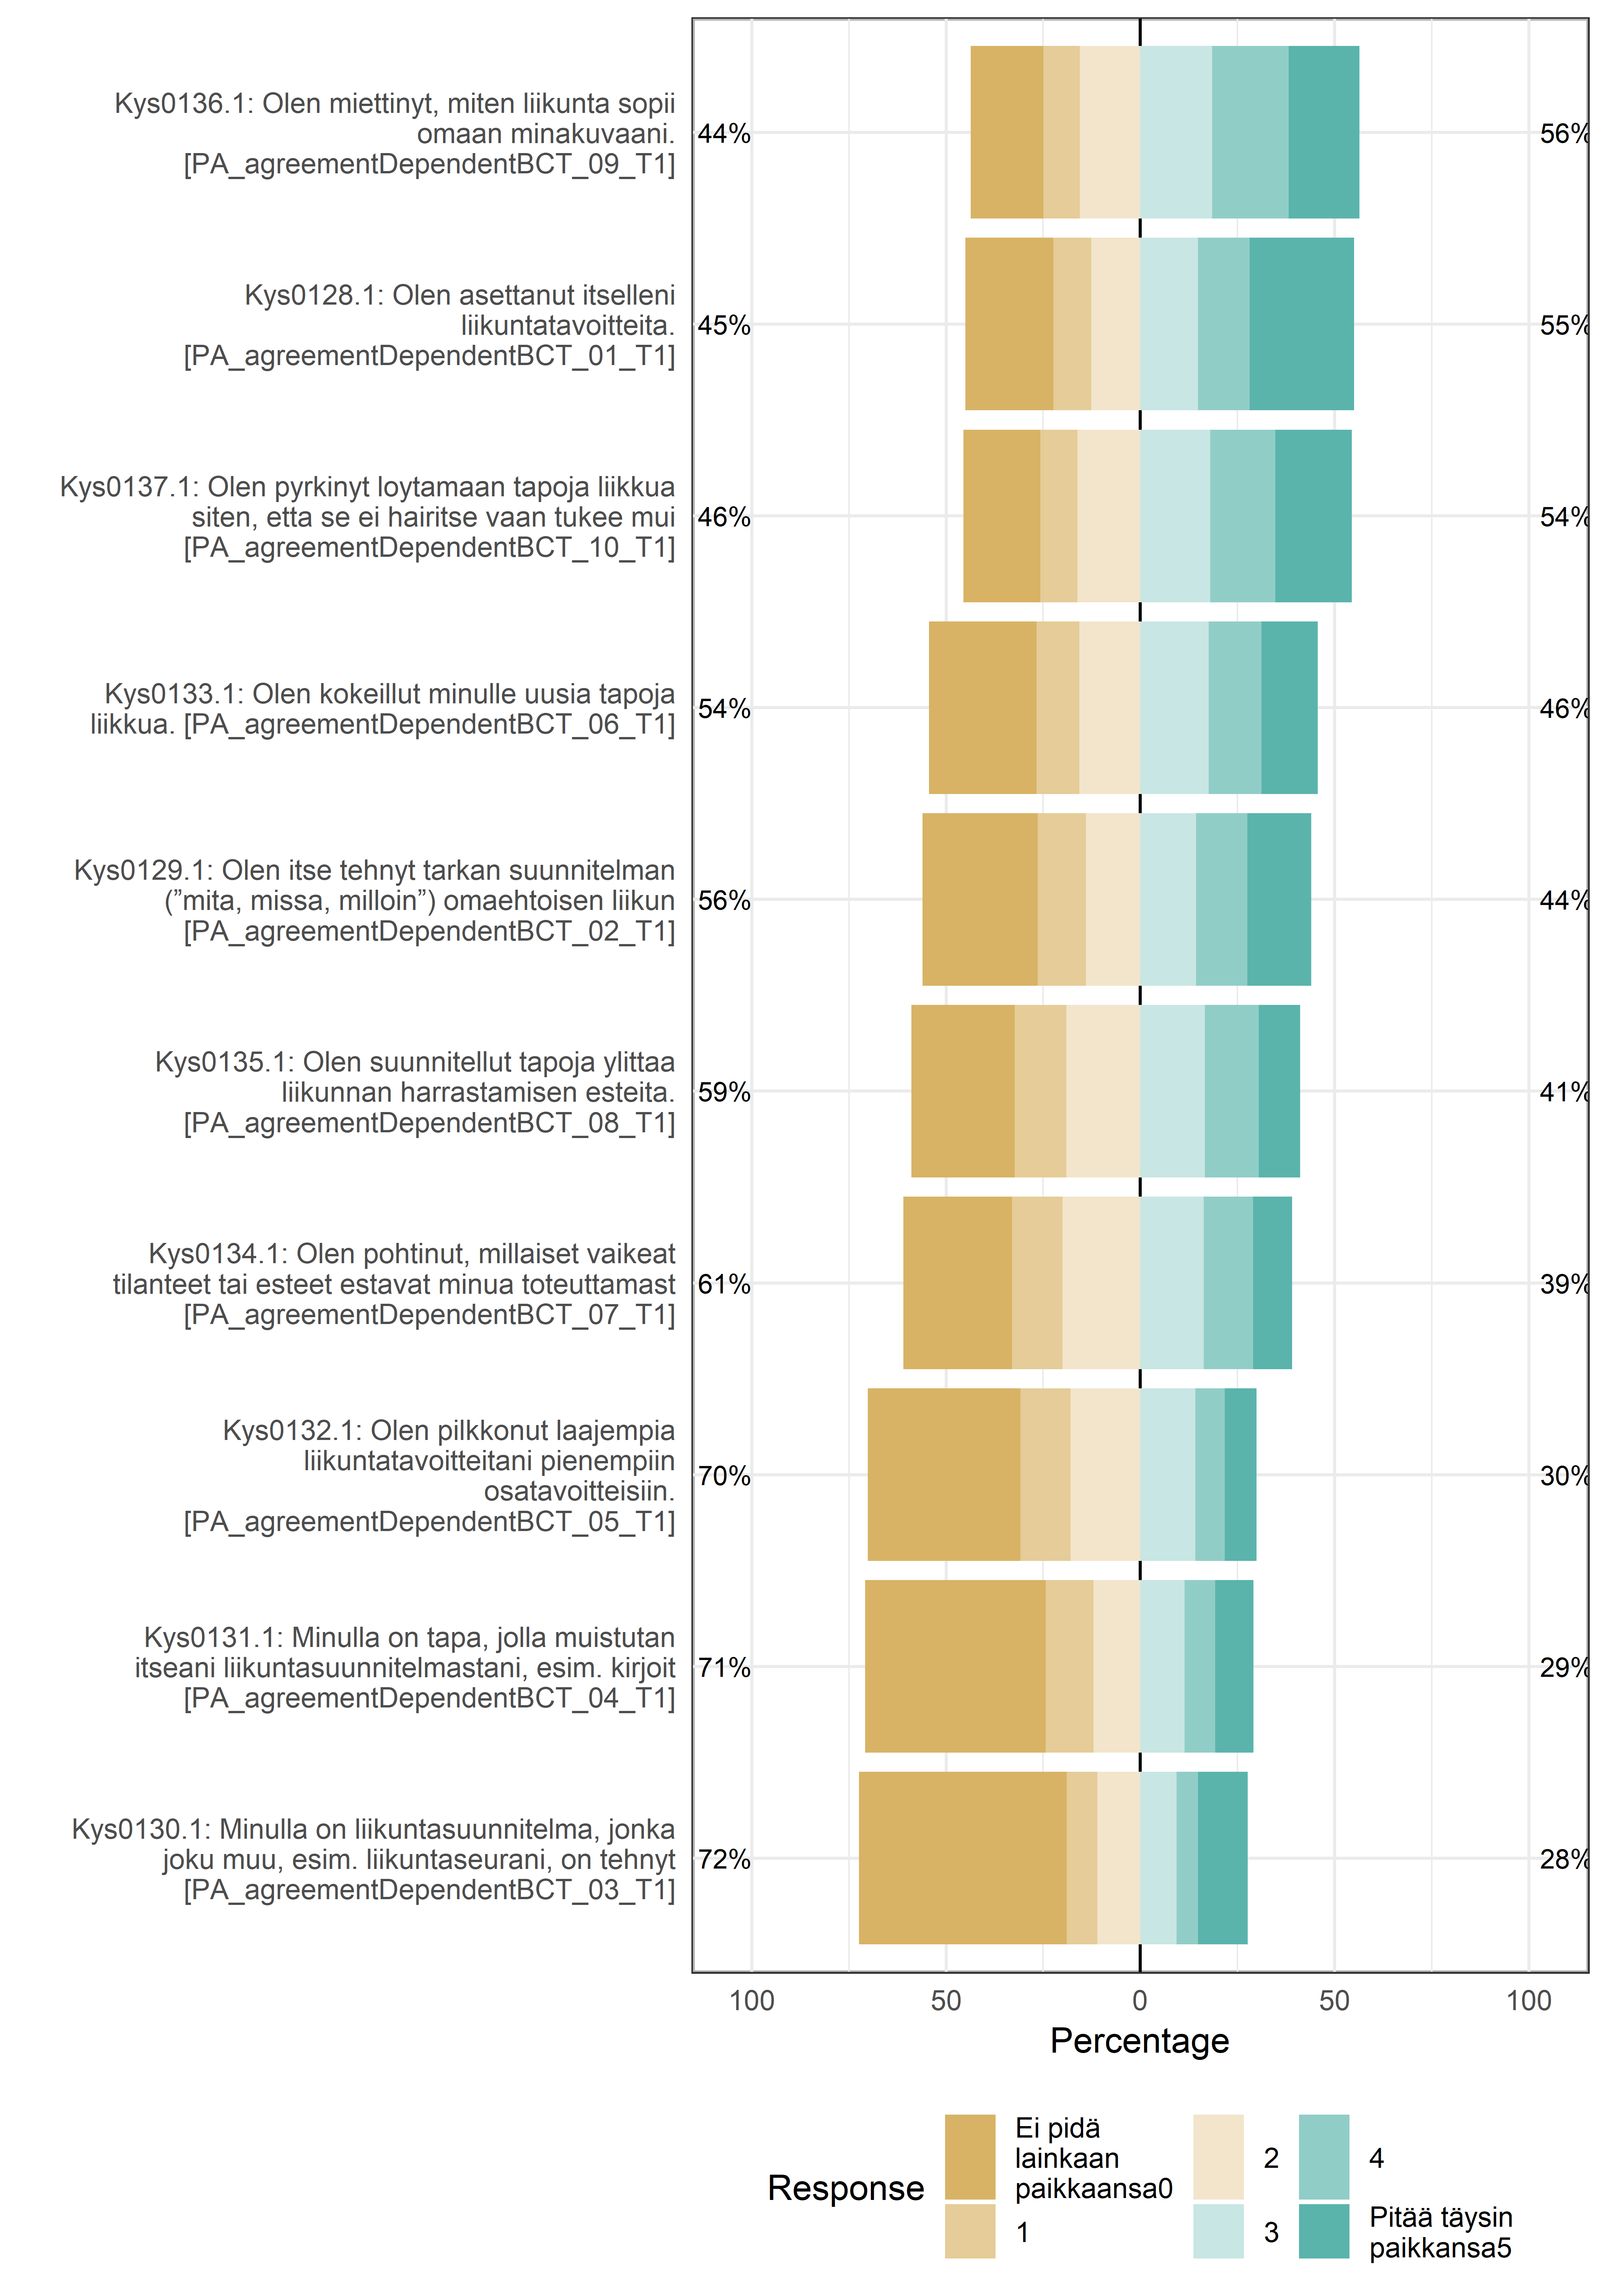 Kys0136.1: Olen miettinyt, miten liikunta sopii
omaan minakuvaani.
[PA_agreementDependentBCT_09_T1]
44%
56%
Kys0128.1: Olen asettanut itselleni
liikuntatavoitteita.
[PA_agreementDependentBCT_01_T1]
45%
55%
Kys0137.1: Olen pyrkinyt loytamaan tapoja liikkua
siten, etta se ei hairitse vaan tukee mui
[PA_agreementDependentBCT_10_T1]
46%
54%
Kys0133.1: Olen kokeillut minulle uusia tapoja
liikkua. [PA_agreementDependentBCT_06_T1]
54%
46%
Kys0129.1: Olen itse tehnyt tarkan suunnitelman
(”mita, missa, milloin”) omaehtoisen liikun
[PA_agreementDependentBCT_02_T1]
56%
44%
Kys0135.1: Olen suunnitellut tapoja ylittaa
liikunnan harrastamisen esteita.
[PA_agreementDependentBCT_08_T1]
59%
41%
Kys0134.1: Olen pohtinut, millaiset vaikeat
tilanteet tai esteet estavat minua toteuttamast
[PA_agreementDependentBCT_07_T1]
61%
39%
Kys0132.1: Olen pilkkonut laajempia
liikuntatavoitteitani pienempiin
osatavoitteisiin.
[PA_agreementDependentBCT_05_T1]
70%
30%
Kys0131.1: Minulla on tapa, jolla muistutan
itseani liikuntasuunnitelmastani, esim. kirjoit
[PA_agreementDependentBCT_04_T1]
71%
29%
Kys0130.1: Minulla on liikuntasuunnitelma, jonka
joku muu, esim. liikuntaseurani, on tehnyt
[PA_agreementDependentBCT_03_T1]
72%
28%
100 50 0 50 100
Percentage
Response
Ei pidä
lainkaan
paikkaansa0
1
2
3
4
Pitää täysin
paikkansa5